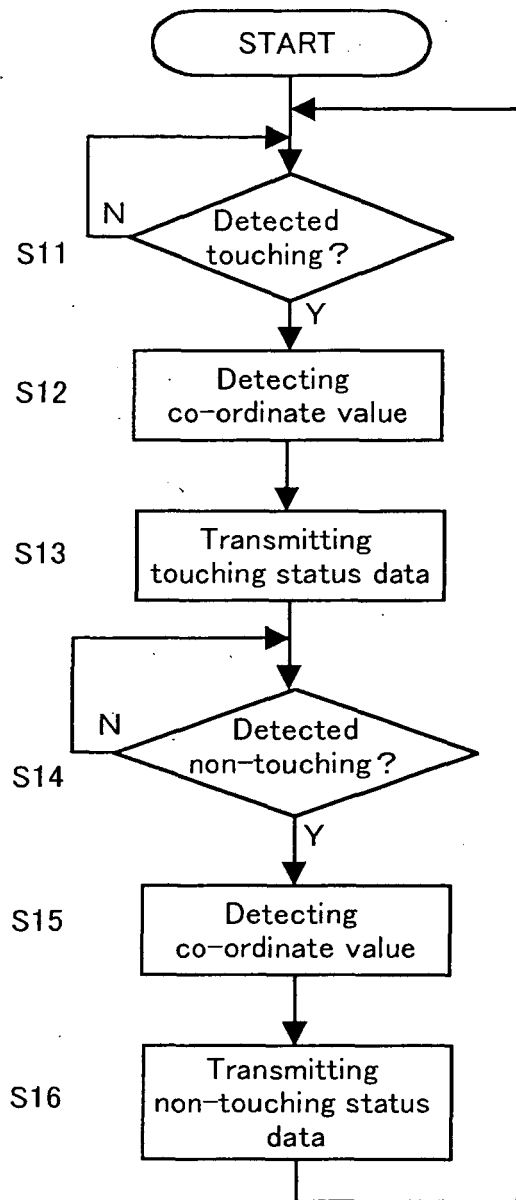 START
N
Detected
touching?
S11
Y
S12
Detecting
co-ordinate value
S13
Transmitting
touching status data
N
Detected
non-touching?
S14
Y
S15
Detecting
co-ordinate value
S16
Transmitting
non-touching status
data